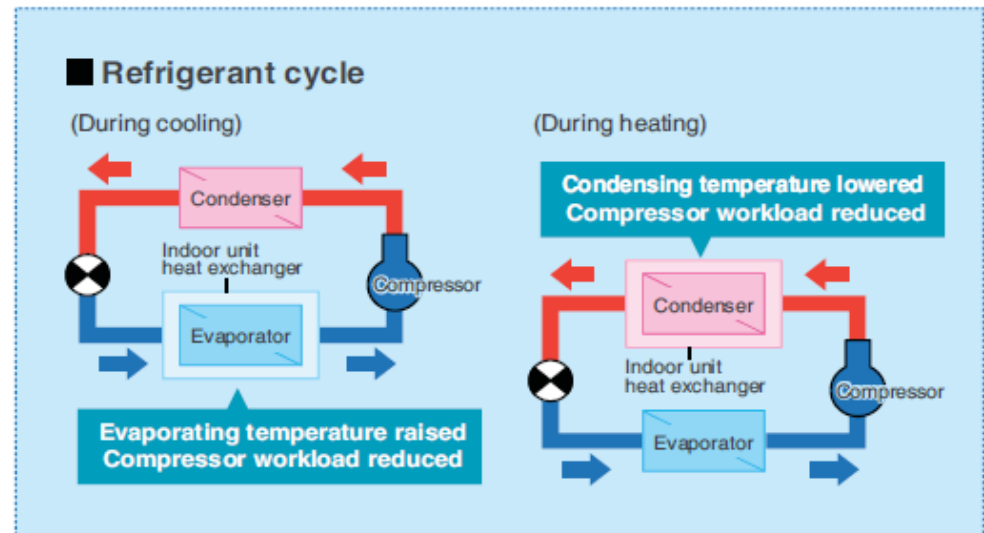 Refrigerant cycle
(During cooling)
Condenser
Indoor unit
heat exchanger
Compressor
Evaporator
Evaporating temperature raised
Compressor workload reduced
(During heating)
Condensing temperature lowered
Compressor workload reduced
Condenser
Indoor unit
heat exchanger
Compressor
Evaporator